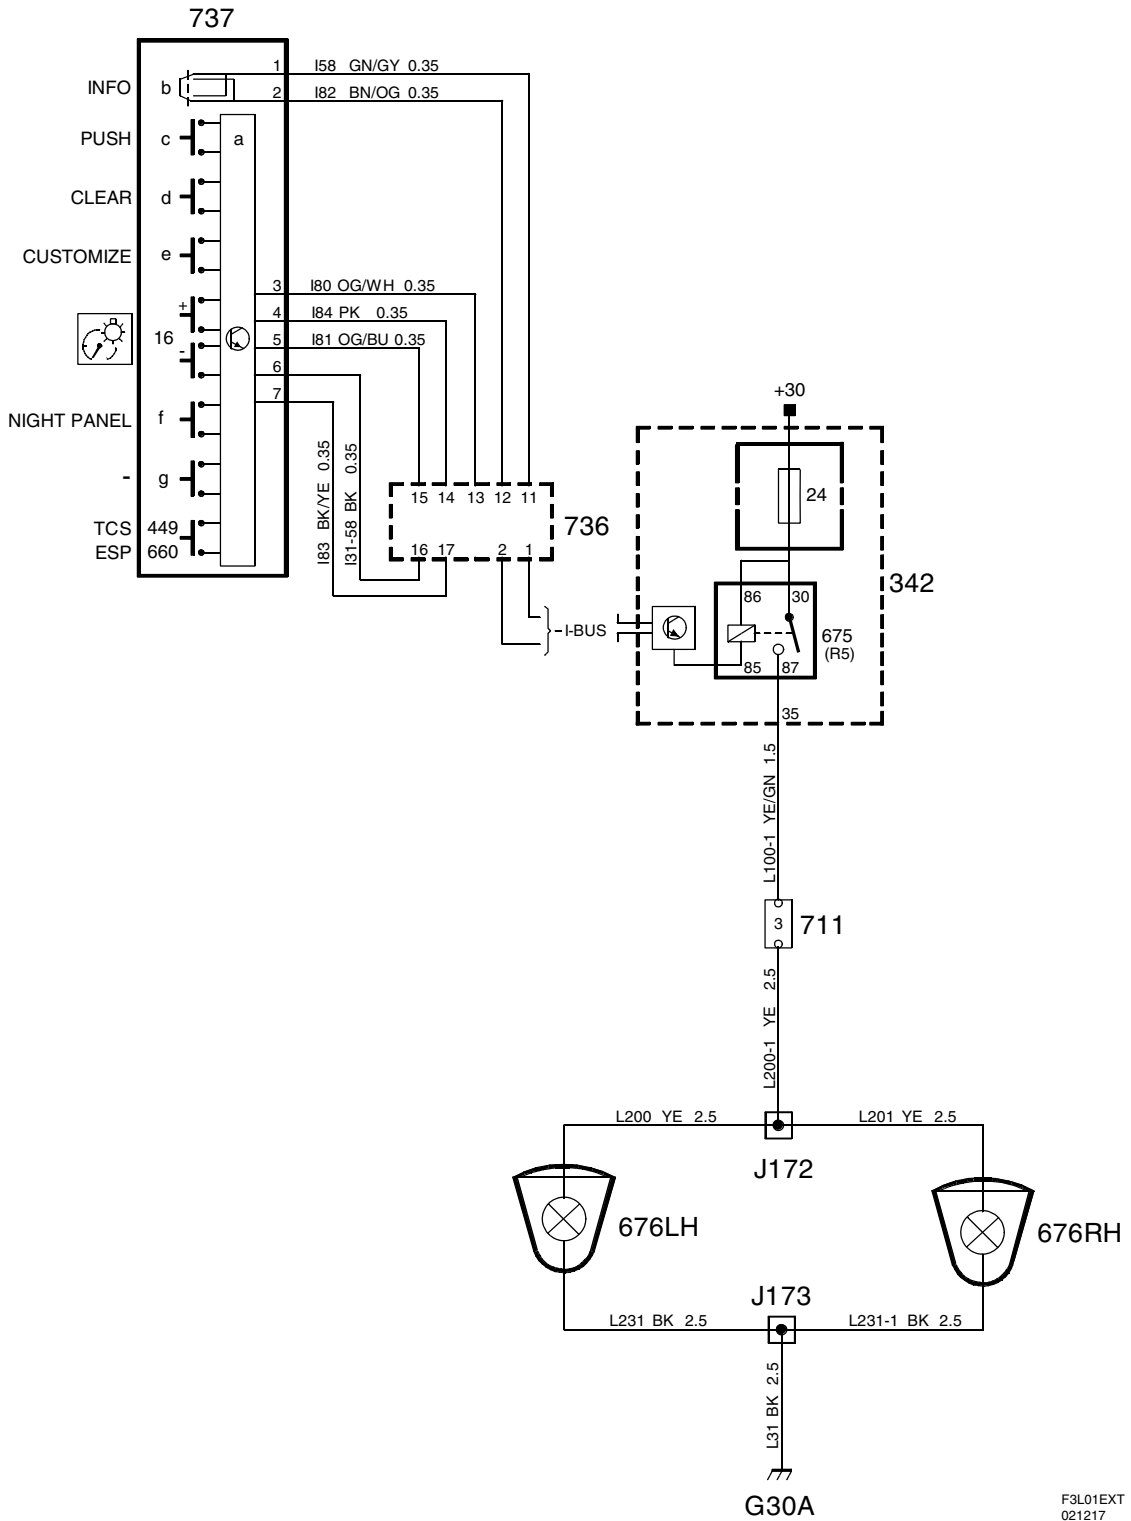 737
1 I58 GN/GY 0.35
INFO b
2 I82 BN/OG 0.35
PUSH c a
CLEAR d
CUSTOMIZE e
3 I80 OG/WH 0.35
+
4 I84 PK 0.35
16
5 I81 OG/BU 0.35
-
6
7
NIGHT PANEL f
- g
TCS 449
ESP 660
I83 BK/YE 0.35
I31-58 BK 0.35
15 14 13 12 11
736
16 17 2 1
I-BUS
+30
24
342
86 30
675
(R5)
85 87
35
L100-1 YE/GN 1.5
3 711
L200-1 YE 2.5
L200 YE 2.5
L201 YE 2.5
J172
676LH
676RH
J173
L231 BK 2.5
L231-1 BK 2.5
L31 BK 2.5
G30A
F3L01EXT
021217